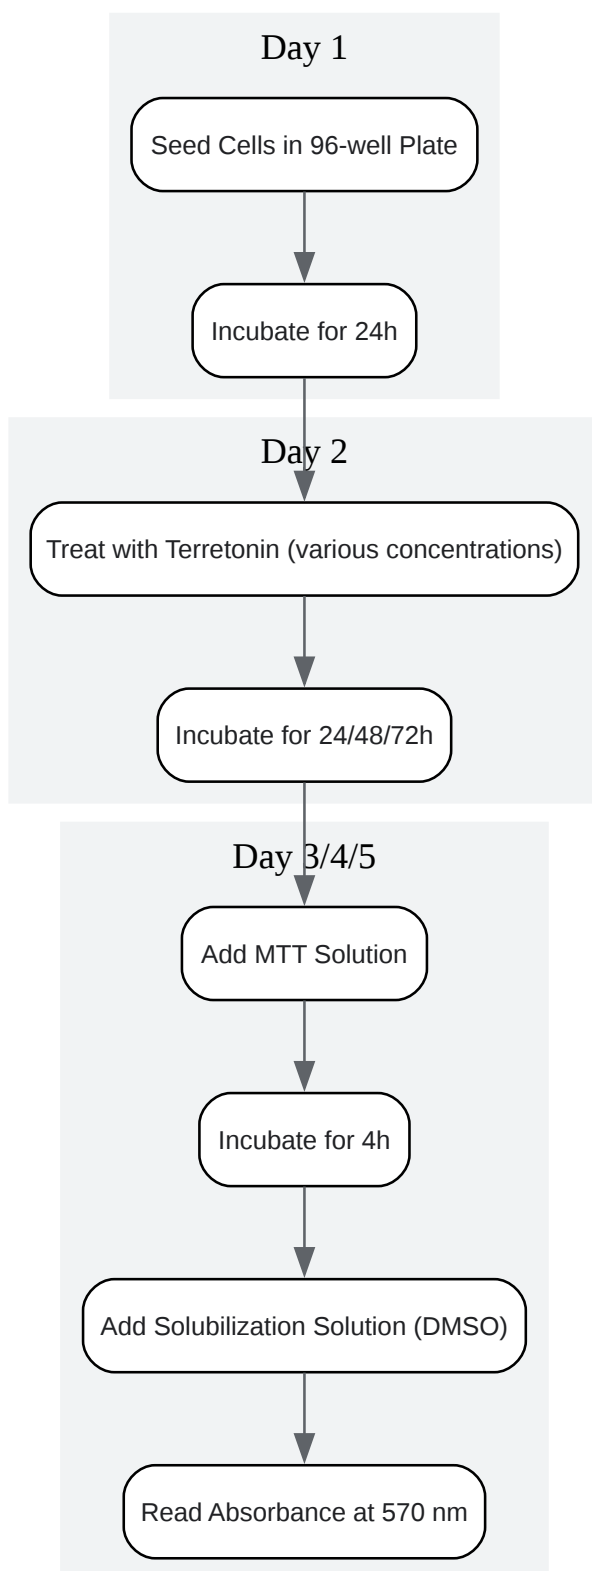 Day 1
Seed Cells in 96-well Plate
Incubate for 24h
Day 2
Treat with Terretonin (various concentrations)
Incubate for 24/48/72h
Day 3/4/5
Add MTT Solution
Incubate for 4h
Add Solubilization Solution (DMSO)
Read Absorbance at 570 nm